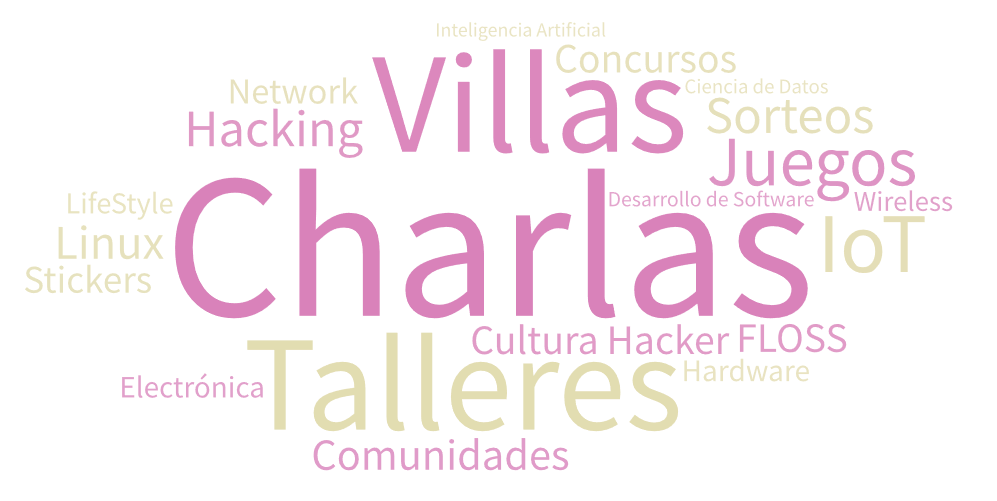 Inteligencia Artificial
Villas
Concursos
Network
Ciencia de Datos
Hacking
Sorteos
Juegos
LifeStyle
Charlas
Desarrollo de Software
Wireless
Linux
IoT
Stickers
Cultura Hacker
FLOSS
Talleres
Hardware
Electrónica
Comunidades